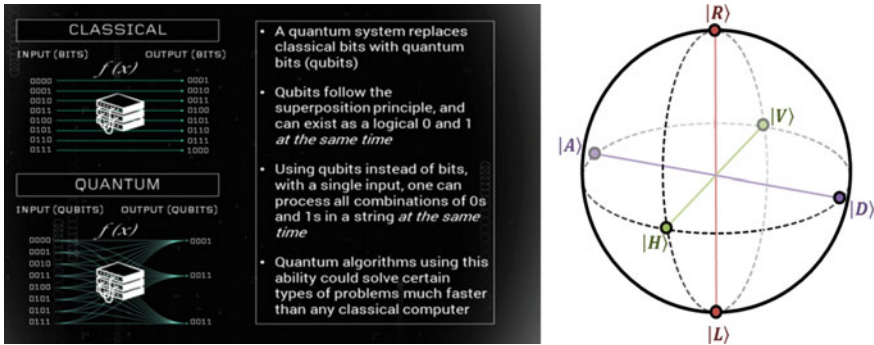 CLASSICAL
INPUT (BITS) OUTPUT (BITS)
f(x)
0000 0001
0001 0010
0010 0011
0011 0100
0100 0101
0101 0110
0110 0111
0111 1000
QUANTUM
INPUT (QUBITS) OUTPUT (QUBITS)
f(x)
0000 0001
0001
0010
0011 0011
0100
0101
0101
0111 0011
• A quantum system replaces
classical bits with quantum
bits (qubits)
• Qubits follow the
superposition principle, and
can exist as a logical 0 and 1
at the same time
• Using qubits instead of bits,
with a single input, one can
process all combinations of 0s
and 1s in a string at the same
time
• Quantum algorithms using this
ability could solve certain
types of problems much faster
than any classical computer
|R⟩
|V⟩
|A⟩
|D⟩
|H⟩
|L⟩